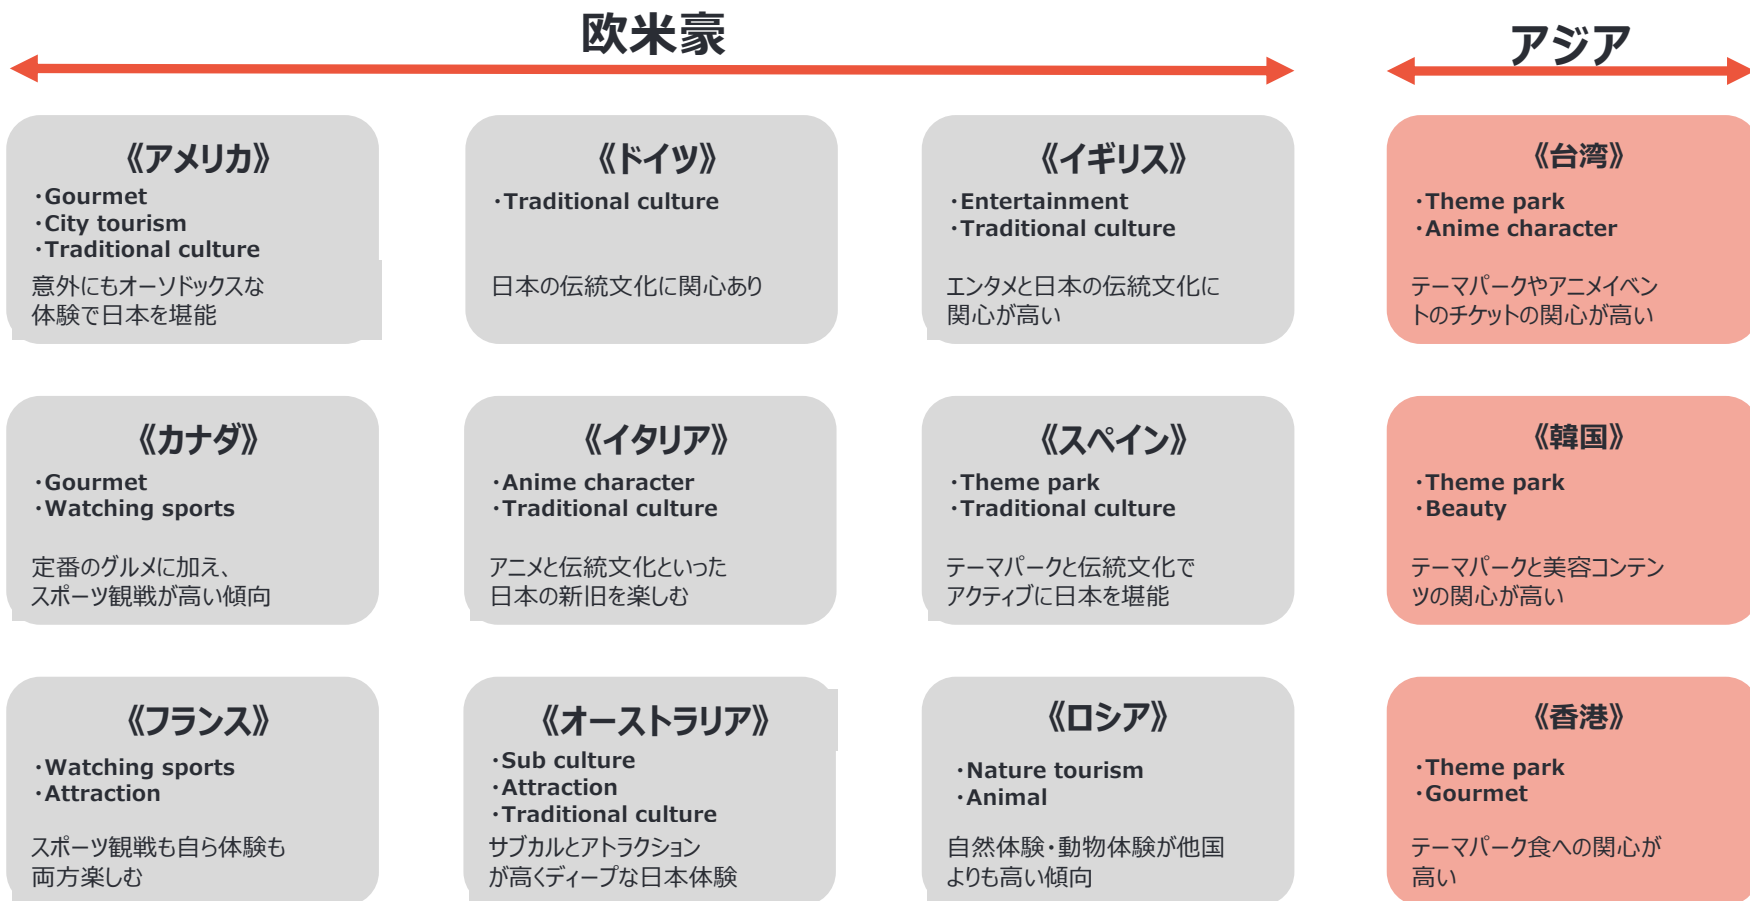 欧米豪
アジア
《アメリカ》
・Gourmet
・City tourism
・Traditional culture
意外にもオーソドックスな
体験で日本を堪能
《ドイツ》
・Traditional culture
日本の伝統文化に関心あり
《イギリス》
・Entertainment
・Traditional culture
エンタメと日本の伝統文化に
関心が高い
《台湾》
・Theme park
・Anime character
テーマパークやアニメイベン
トのチケットの関心が高い
《カナダ》
・Gourmet
・Watching sports
定番のグルメに加え、
スポーツ観戦が高い傾向
《イタリア》
・Anime character
・Traditional culture
アニメと伝統文化といった
日本の新旧を楽しむ
《スペイン》
・Theme park
・Traditional culture
テーマパークと伝統文化で
アクティブに日本を堪能
《韓国》
・Theme park
・Beauty
テーマパークと美容コンテン
ツの関心が高い
《フランス》
・Watching sports
・Attraction
スポーツ観戦も自ら体験も
両方楽しむ
《オーストラリア》
・Sub culture
・Attraction
・Traditional culture
サブカルとアトラクション
が高くディープな日本体験
《ロシア》
・Nature tourism
・Animal
自然体験・動物体験が他国
よりも高い傾向
《香港》
・Theme park
・Gourmet
テーマパーク食への関心が
高い